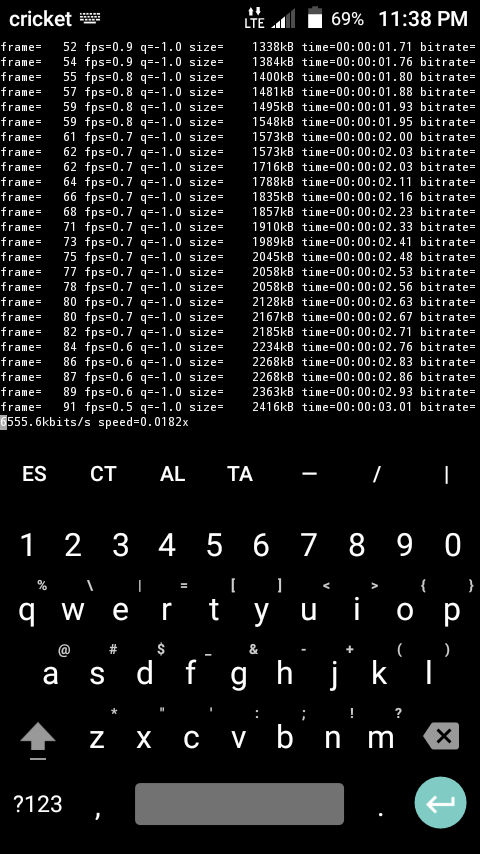 cricket LTE 69% 11:38 PM
frame=   52 fps=0.9 q=-1.0 size=    1338kB time=00:00:01.71 bitrate=
frame=   54 fps=0.9 q=-1.0 size=    1384kB time=00:00:01.76 bitrate=
frame=   55 fps=0.8 q=-1.0 size=    1400kB time=00:00:01.80 bitrate=
frame=   57 fps=0.8 q=-1.0 size=    1481kB time=00:00:01.88 bitrate=
frame=   59 fps=0.8 q=-1.0 size=    1495kB time=00:00:01.93 bitrate=
frame=   59 fps=0.8 q=-1.0 size=    1548kB time=00:00:01.95 bitrate=
frame=   61 fps=0.7 q=-1.0 size=    1573kB time=00:00:02.00 bitrate=
frame=   62 fps=0.7 q=-1.0 size=    1573kB time=00:00:02.03 bitrate=
frame=   62 fps=0.7 q=-1.0 size=    1716kB time=00:00:02.03 bitrate=
frame=   64 fps=0.7 q=-1.0 size=    1788kB time=00:00:02.11 bitrate=
frame=   66 fps=0.7 q=-1.0 size=    1835kB time=00:00:02.16 bitrate=
frame=   68 fps=0.7 q=-1.0 size=    1857kB time=00:00:02.23 bitrate=
frame=   71 fps=0.7 q=-1.0 size=    1910kB time=00:00:02.33 bitrate=
frame=   73 fps=0.7 q=-1.0 size=    1989kB time=00:00:02.41 bitrate=
frame=   75 fps=0.7 q=-1.0 size=    2045kB time=00:00:02.48 bitrate=
frame=   77 fps=0.7 q=-1.0 size=    2058kB time=00:00:02.53 bitrate=
frame=   78 fps=0.7 q=-1.0 size=    2058kB time=00:00:02.56 bitrate=
frame=   80 fps=0.7 q=-1.0 size=    2128kB time=00:00:02.63 bitrate=
frame=   80 fps=0.7 q=-1.0 size=    2167kB time=00:00:02.67 bitrate=
frame=   82 fps=0.7 q=-1.0 size=    2185kB time=00:00:02.71 bitrate=
frame=   84 fps=0.6 q=-1.0 size=    2234kB time=00:00:02.76 bitrate=
frame=   86 fps=0.6 q=-1.0 size=    2268kB time=00:00:02.83 bitrate=
frame=   87 fps=0.6 q=-1.0 size=    2268kB time=00:00:02.86 bitrate=
frame=   89 fps=0.6 q=-1.0 size=    2363kB time=00:00:02.93 bitrate=
frame=   91 fps=0.5 q=-1.0 size=    2416kB time=00:00:03.01 bitrate=
6555.6kbits/s speed=0.0182x
ES CT AL TA — / |
1 2 3 4 5 6 7 8 9 0
% \ | = [ ] < > { }
q w e r t y u i o p
@ # $ _ & - + ( )
a s d f g h j k l
* " ' : ; ! ?
z x c v b n m
?123 , .